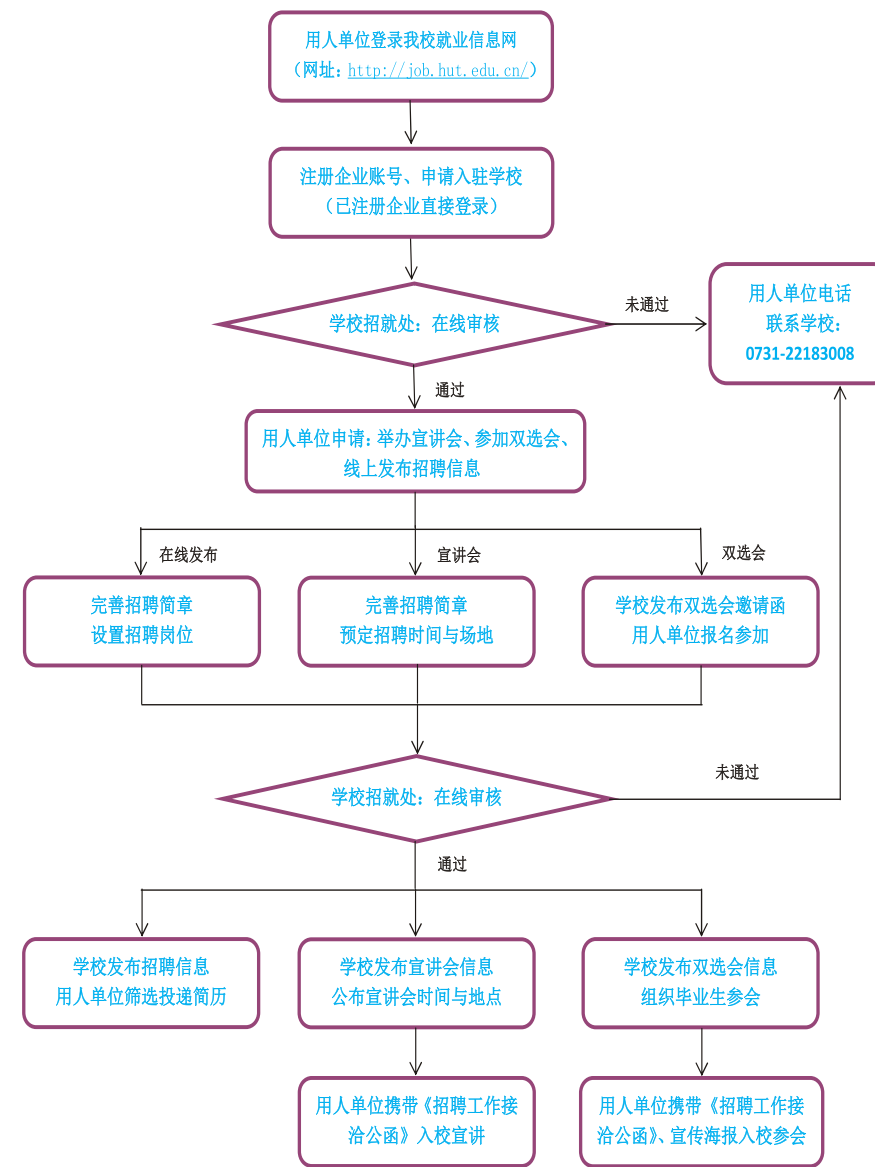 用人单位登录我校就业信息网
（网址：http://job.hut.edu.cn/）
注册企业账号、申请入驻学校
（已注册企业直接登录）
学校招就处：在线审核
未通过
用人单位电话
联系学校：
0731-22183008
通过
用人单位申请：举办宣讲会、参加双选会、
线上发布招聘信息
在线发布
宣讲会
双选会
完善招聘简章
设置招聘岗位
完善招聘简章
预定招聘时间与场地
学校发布双选会邀请函
用人单位报名参加
未通过
学校招就处：在线审核
通过
学校发布招聘信息
用人单位筛选投递简历
学校发布宣讲会信息
公布宣讲会时间与地点
学校发布双选会信息
组织毕业生参会
用人单位携带《招聘工作接
洽公函》入校宣讲
用人单位携带《招聘工作接
洽公函》、宣传海报入校参会